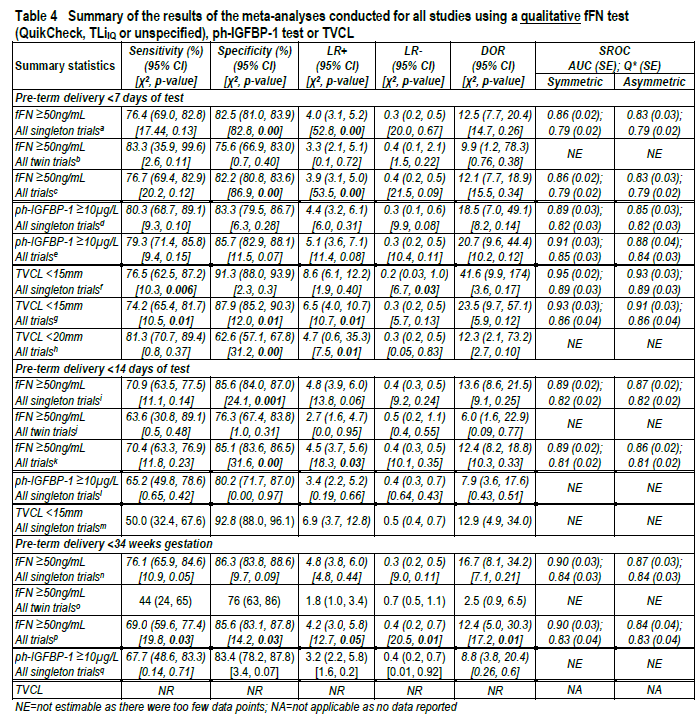 Table 4 Summary of the results of the meta-analyses conducted for all studies using a qualitative fFN test
(QuikCheck, TLiIQ or unspecified), ph-IGFBP-1 test or TVCL
Summary statistics Sensitivity (%) (95% CI) [χ², p-value] Specificity (%) (95% CI) [χ², p-value] LR+ (95% CI) [χ², p-value] LR- (95% CI) [χ², p-value] DOR (95% CI) [χ², p-value] SROC AUC (SE); Q* (SE) Symmetric Asymmetric
Pre-term delivery <7 days of test
fFN ≥50ng/mL 76.4 (69.0, 82.8) 82.5 (81.0, 83.9) 4.0 (3.1, 5.2) 0.3 (0.2, 0.5) 12.5 (7.7, 20.4) 0.86 (0.02); 0.83 (0.03);
All singleton trialsᵃ [17.44, 0.13] [82.8, 0.00] [52.8, 0.00] [20.0, 0.67] [14.7, 0.26] 0.79 (0.02) 0.79 (0.02)
fFN ≥50ng/mL 83.3 (35.9, 99.6) 75.6 (66.9, 83.0) 3.3 (2.1, 5.1) 0.4 (0.1, 2.1) 9.9 (1.2, 78.3) NE NE
All twin trialsᵇ [2.6, 0.11] [0.7, 0.40] [0.1, 0.72] [1.5, 0.22] [0.76, 0.38]
fFN ≥50ng/mL 76.7 (69.4, 82.9) 82.2 (80.8, 83.6) 3.9 (3.1, 5.0) 0.4 (0.2, 0.5) 12.1 (7.7, 18.9) 0.86 (0.02); 0.83 (0.03);
All trialsᶜ [20.2, 0.12] [86.9, 0.00] [53.5, 0.00] [21.5, 0.09] [15.5, 0.34] 0.79 (0.02) 0.79 (0.02)
ph-IGFBP-1 ≥10µg/L 80.3 (68.7, 89.1) 83.3 (79.5, 86.7) 4.4 (3.2, 6.1) 0.3 (0.1, 0.6) 18.5 (7.0, 49.1) 0.89 (0.03); 0.85 (0.03);
All singleton trialsᵈ [9.3, 0.10] [6.3, 0.28] [6.0, 0.31] [9.9, 0.08] [8.2, 0.14] 0.82 (0.03) 0.82 (0.03)
ph-IGFBP-1 ≥10µg/L 79.3 (71.4, 85.8) 85.7 (82.9, 88.1) 5.1 (3.6, 7.1) 0.3 (0.2, 0.5) 20.7 (9.6, 44.4) 0.91 (0.03); 0.88 (0.04);
All trialsᵉ [9.4, 0.15] [11.5, 0.07] [11.4, 0.08] [10.4, 0.11] [10.2, 0.12] 0.85 (0.03) 0.84 (0.03)
TVCL <15mm 76.5 (62.5, 87.2) 91.3 (88.0, 93.9) 8.6 (6.1, 12.2) 0.2 (0.03, 1.0) 41.6 (9.9, 174) 0.95 (0.02); 0.93 (0.03);
All singleton trialsᶠ [10.3, 0.006] [2.3, 0.3] [1.9, 0.40] [6.7, 0.03] [3.6, 0.17] 0.89 (0.03) 0.89 (0.03)
TVCL <15mm 74.2 (65.4, 81.7) 87.9 (85.2, 90.3) 6.5 (4.0, 10.7) 0.3 (0.2, 0.5) 23.5 (9.7, 57.1) 0.93 (0.03); 0.91 (0.03);
All trialsᵍ [10.5, 0.01] [12.0, 0.01] [10.7, 0.01] [5.7, 0.13] [5.9, 0.12] 0.86 (0.04) 0.86 (0.04)
TVCL <20mm 81.3 (70.7, 89.4) 62.6 (57.1, 67.8) 4.7 (0.6, 35.3) 0.3 (0.2, 0.5) 12.3 (2.1, 73.2) NE NE
All trialsʰ [0.8, 0.37] [31.2, 0.00] [7.5, 0.01] [0.05, 0.83] [2.7, 0.10]
Pre-term delivery <14 days of test
fFN ≥50ng/mL 70.9 (63.5, 77.5) 85.6 (84.0, 87.0) 4.8 (3.9, 6.0) 0.4 (0.3, 0.5) 13.6 (8.6, 21.5) 0.89 (0.02); 0.87 (0.02);
All singleton trialsⁱ [11.1, 0.14] [24.1, 0.001] [13.8, 0.06] [9.2, 0.24] [9.1, 0.25] 0.82 (0.02) 0.82 (0.02)
fFN ≥50ng/mL 63.6 (30.8, 89.1) 76.3 (67.4, 83.8) 2.7 (1.6, 4.7) 0.5 (0.2, 1.1) 6.0 (1.6, 22.9) NE NE
All twin trialsʲ [0.5, 0.48] [1.0, 0.31] [0.0, 0.95] [0.4, 0.55] [0.09, 0.77]
fFN ≥50ng/mL 70.4 (63.3, 76,9) 85.1 (83.6, 86.5) 4.5 (3.7, 5.6) 0.4 (0.3, 0.5) 12.4 (8.2, 18.8) 0.89 (0.02); 0.86 (0.02);
All trialsᵏ [11.8, 0.23] [31.6, 0.00] [18.3, 0.03] [10.1, 0.35] [10.3, 0.33] 0.81 (0.02) 0.81 (0.02)
ph-IGFBP-1 ≥10µg/L 65.2 (49.8, 78.6) 80.2 (71.7, 87.0) 3.4 (2.2, 5.2) 0.4 (0.3, 0.7) 7.9 (3.6, 17.6) NE NE
All singleton trialsˡ [0.65, 0.42] [0.00, 0.97] [0.19, 0.66] [0.64, 0.43] [0.43, 0.51]
TVCL <15mm 50.0 (32.4, 67.6) 92.8 (88.0, 96.1) 6.9 (3.7, 12.8) 0.5 (0.4, 0.7) 12.9 (4.9, 34.0) NE NE
All singleton trialsᵐ
Pre-term delivery <34 weeks gestation
fFN ≥50ng/mL 76.1 (65.9, 84.6) 86.3 (83.8, 88.6) 4.8 (3.8, 6.0) 0.3 (0.2, 0.5) 16.7 (8.1, 34.2) 0.90 (0.03); 0.87 (0.03);
All singleton trialsⁿ [10.9, 0.05] [9.7, 0.09] [4.8, 0.44] [9.0, 0.11] [7.1, 0.21] 0.84 (0.03) 0.84 (0.03)
fFN ≥50ng/mL 44 (24, 65) 76 (63, 86) 1.8 (1.0, 3.4) 0.7 (0.5, 1.1) 2.5 (0.9, 6.5) NE NE
All twin trialsᵒ
fFN ≥50ng/mL 69.0 (59.6, 77.4) 85.6 (83.1, 87.8) 4.2 (3.0, 5.8) 0.4 (0.2, 0.7) 12.4 (5.0, 30.3) 0.90 (0.03); 0.84 (0.04);
All trialsᵖ [19.8, 0.03] [14.2, 0.03] [12.7, 0.05] [20.5, 0.01] [17.2, 0.01] 0.83 (0.04) 0.83 (0.04)
ph-IGFBP-1 ≥10µg/L 67.7 (48.6, 83.3) 83.4 (78.2, 87.8) 3.2 (2.2, 5.8) 0.4 (0.2, 0.7) 8.8 (3.8, 20.4) NE NE
All singleton trials^q [0.14, 0.71] [3.4, 0.07] [1.6, 0.2] [0.01, 0.92] [0.26, 0.6]
TVCL NR NR NR NR NR NA NA
NE=not estimable as there were too few data points; NA=not applicable as no data reported